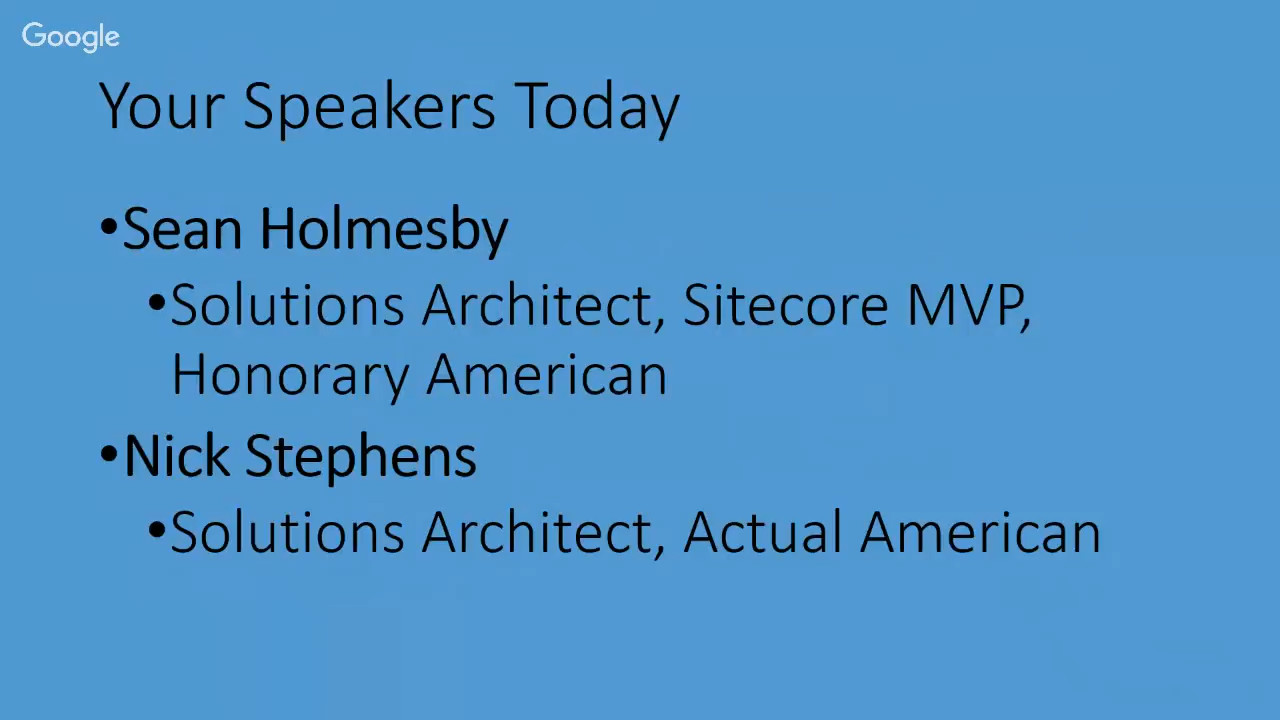 Google
Your Speakers Today
•Sean Holmesby
•Solutions Architect, Sitecore MVP,
Honorary American
•Nick Stephens
•Solutions Architect, Actual American